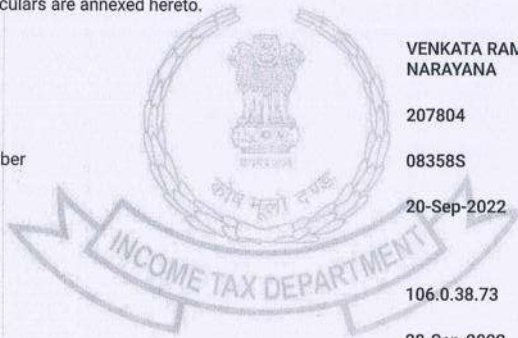 culars are annexed hereto.
VENKATA RAM
NARAYANA
207804
ber
08358S
20-Sep-2022
कोष मूलो दण्डः
INCOME TAX DEPARTMENT
106.0.38.73